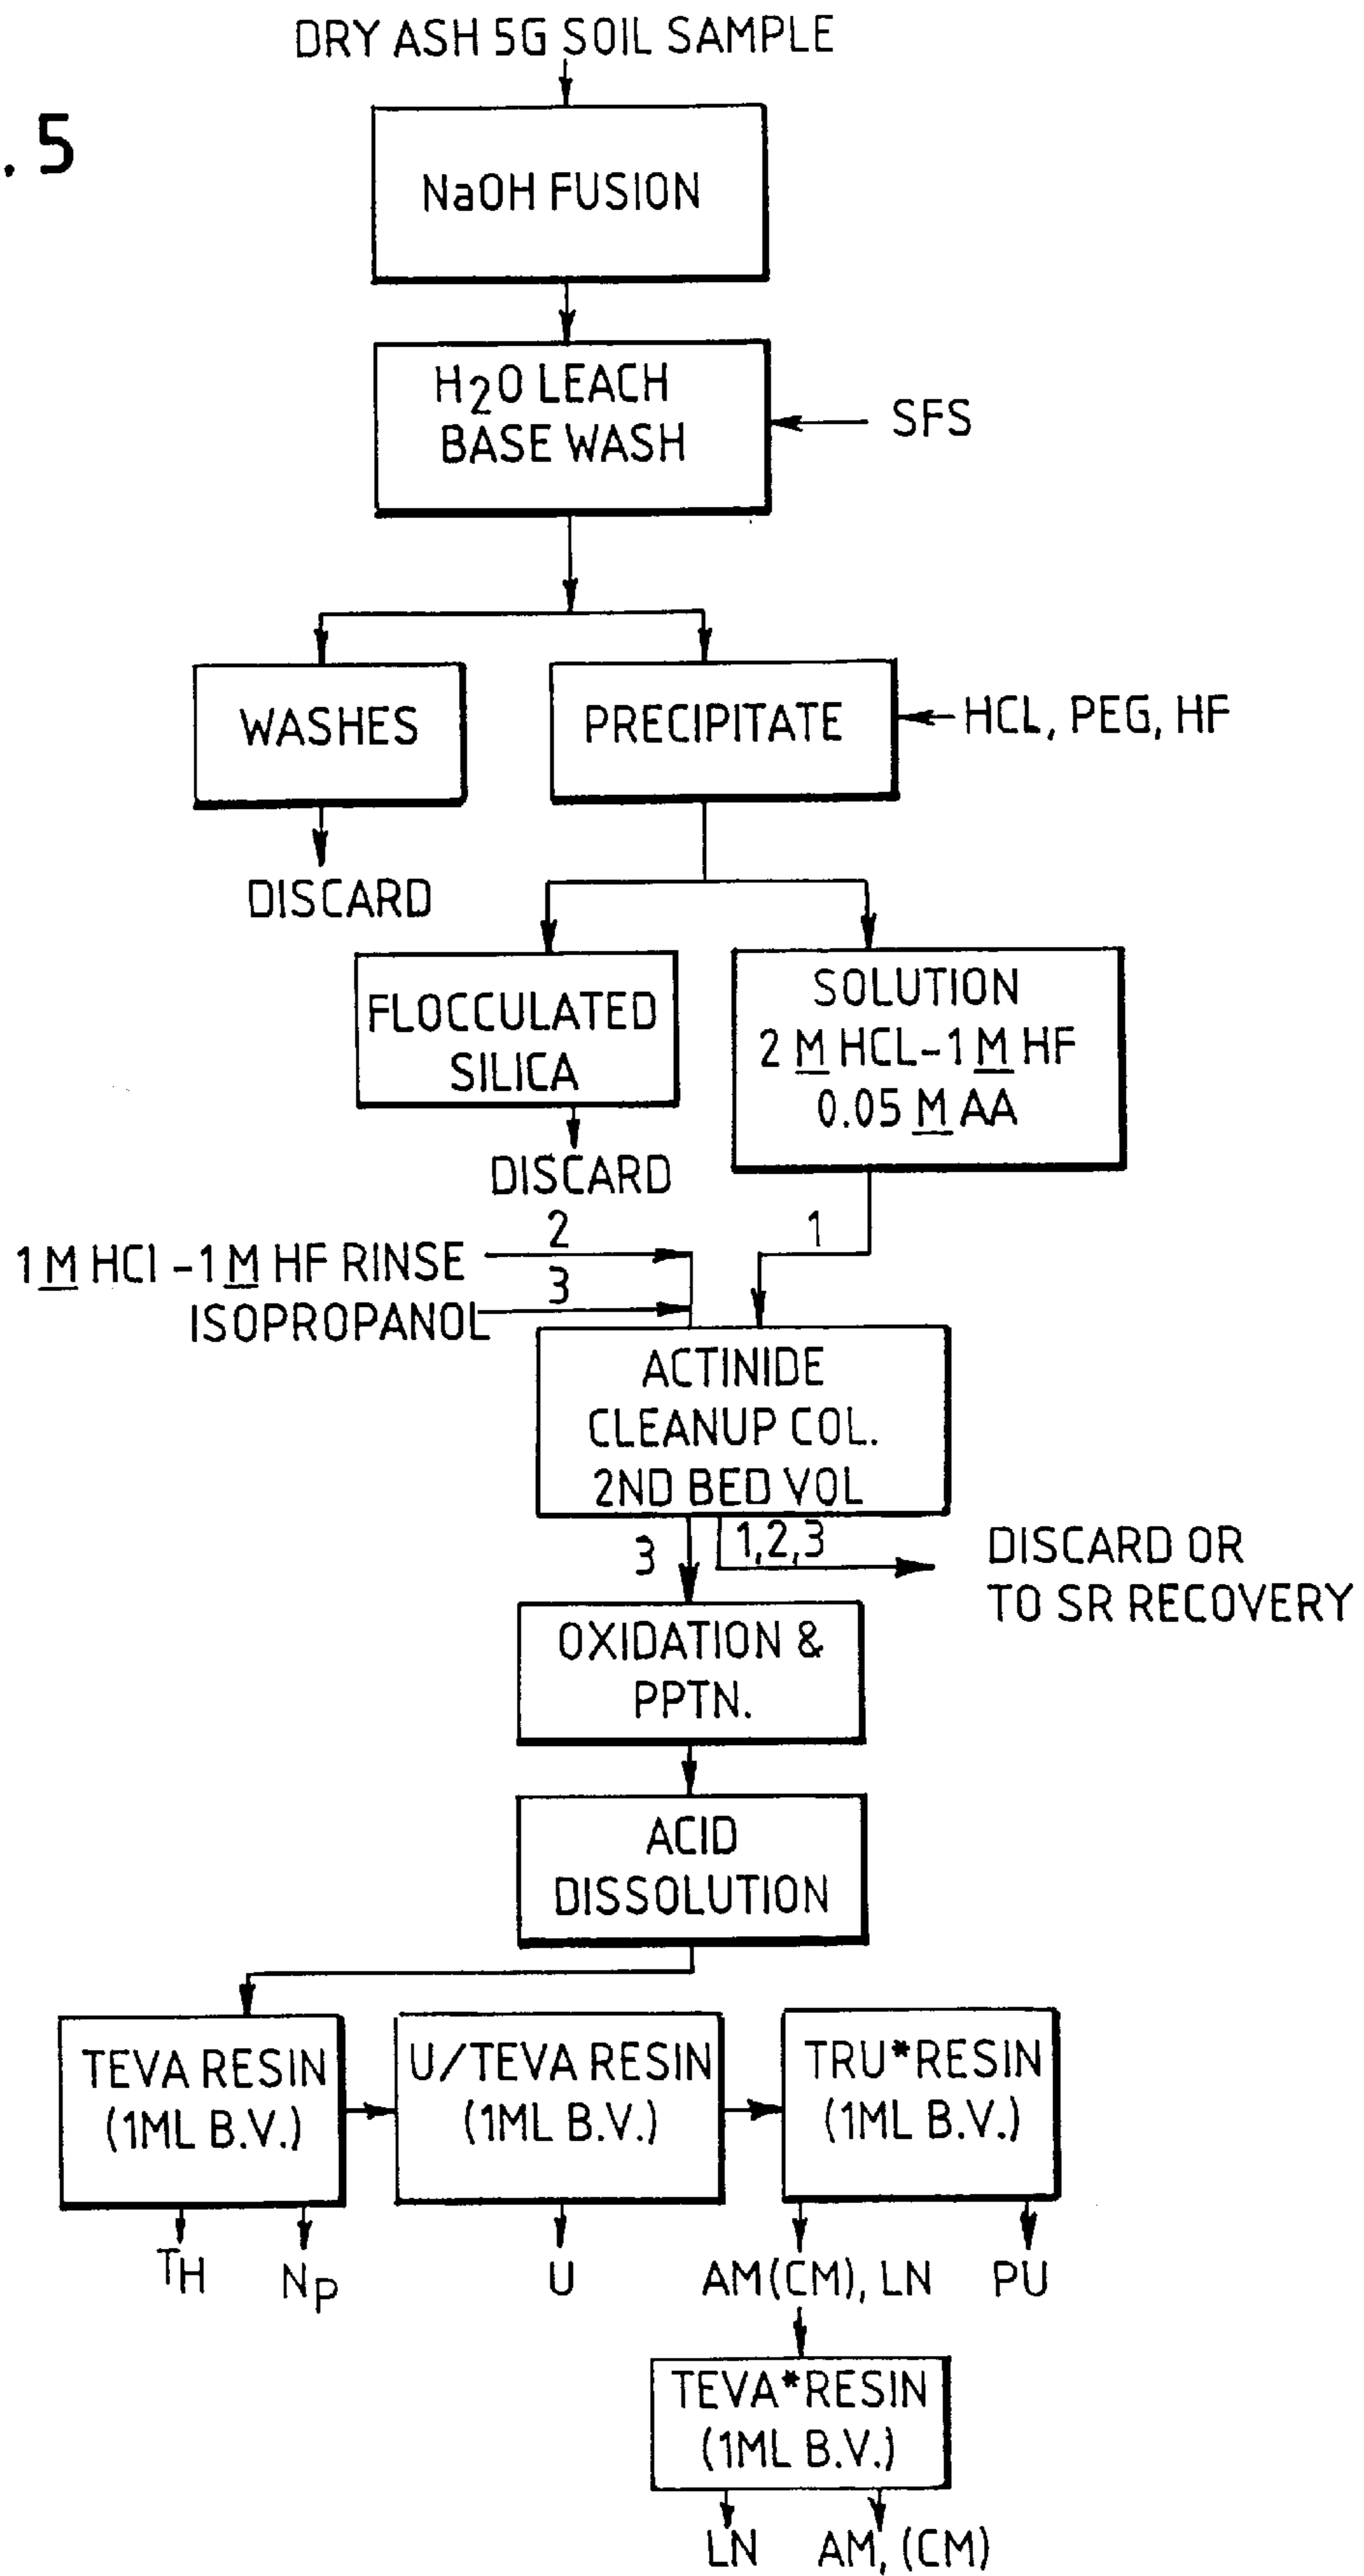 DRY ASH 5G SOIL SAMPLE
. 5
NaOH FUSION
H2O LEACH
BASE WASH
SFS
WASHES
PRECIPITATE
HCL, PEG, HF
DISCARD
FLOCCULATED
SILICA
SOLUTION
2 M HCL-1 M HF
0.05 M AA
DISCARD
2
1
1 M HCl -1 M HF RINSE
3
ISOPROPANOL
ACTINIDE
CLEANUP COL.
2ND BED VOL
3
1,2,3
DISCARD OR
TO SR RECOVERY
OXIDATION &
PPTN.
ACID
DISSOLUTION
TEVA RESIN
(1ML B.V.)
U/TEVA RESIN
(1ML B.V.)
TRU*RESIN
(1ML B.V.)
TH
NP
U
AM(CM), LN
PU
TEVA*RESIN
(1ML B.V.)
LN
AM, (CM)